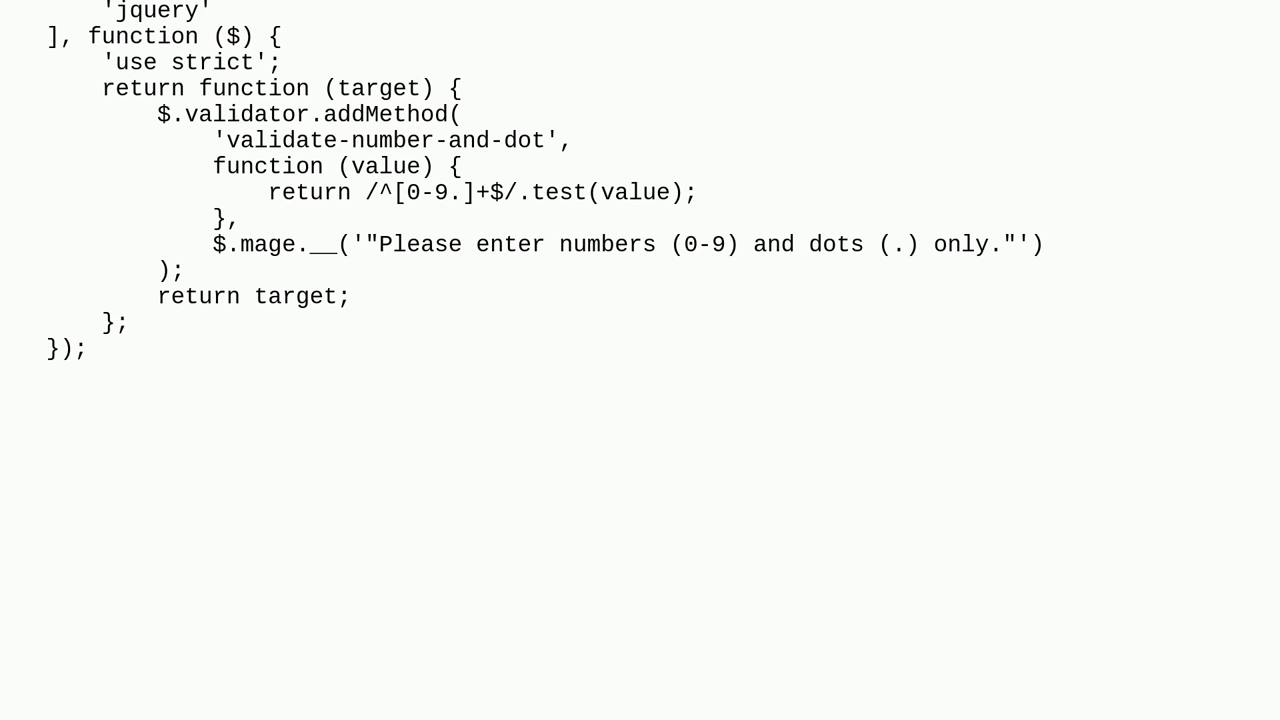 'jquery'
], function ($) {
    'use strict';
    return function (target) {
        $.validator.addMethod(
            'validate-number-and-dot',
            function (value) {
                return /^[0-9.]+$/.test(value);
            },
            $.mage.__('"Please enter numbers (0-9) and dots (.) only."')
        );
        return target;
    };
});